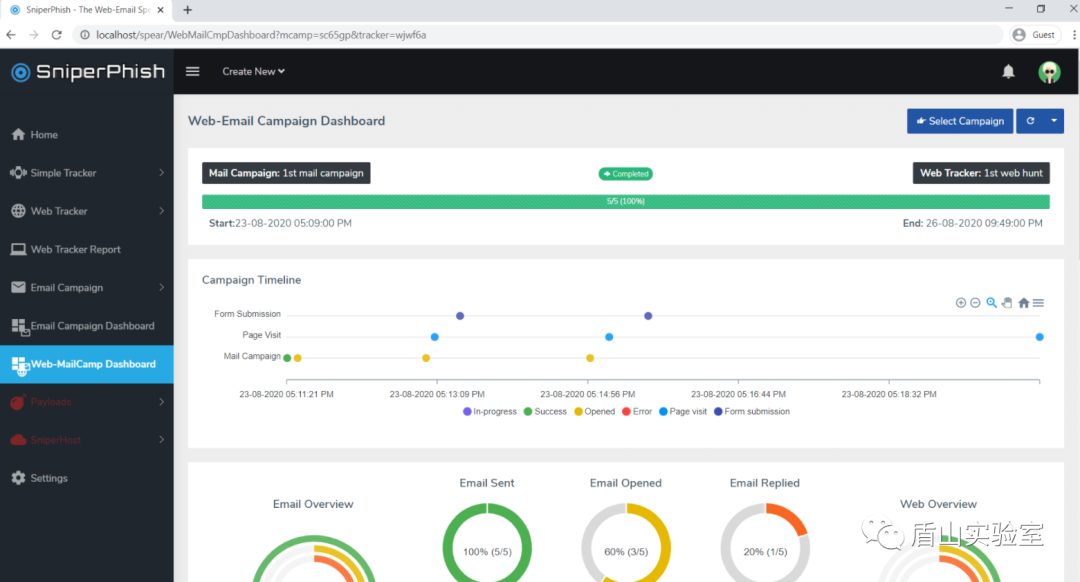 SniperPhish - The Web-Email Spe
localhost/spear/WebMailCmpDashboard?mcamp=sc65gp&tracker=wjwf6a
Guest
SniperPhish
Create New
Web-Email Campaign Dashboard
Select Campaign
Home
Simple Tracker
Web Tracker
Web Tracker Report
Email Campaign
Email Campaign Dashboard
Web-MailCamp Dashboard
Payloads
SniperHost
Settings
Mail Campaign: 1st mail campaign
Completed
Web Tracker: 1st web hunt
5/5 (100%)
Start:23-08-2020 05:09:00 PM
End: 26-08-2020 09:49:00 PM
Campaign Timeline
Form Submission
Page Visit
Mail Campaign
23-08-2020 05:11:21 PM
23-08-2020 05:13:09 PM
23-08-2020 05:14:56 PM
23-08-2020 05:16:44 PM
23-08-2020 05:18:32 PM
In-progress
Success
Opened
Error
Page visit
Form submission
Email Overview
Email Sent
Email Opened
Email Replied
Web Overview
100% (5/5)
60% (3/5)
20% (1/5)
盾山实验室